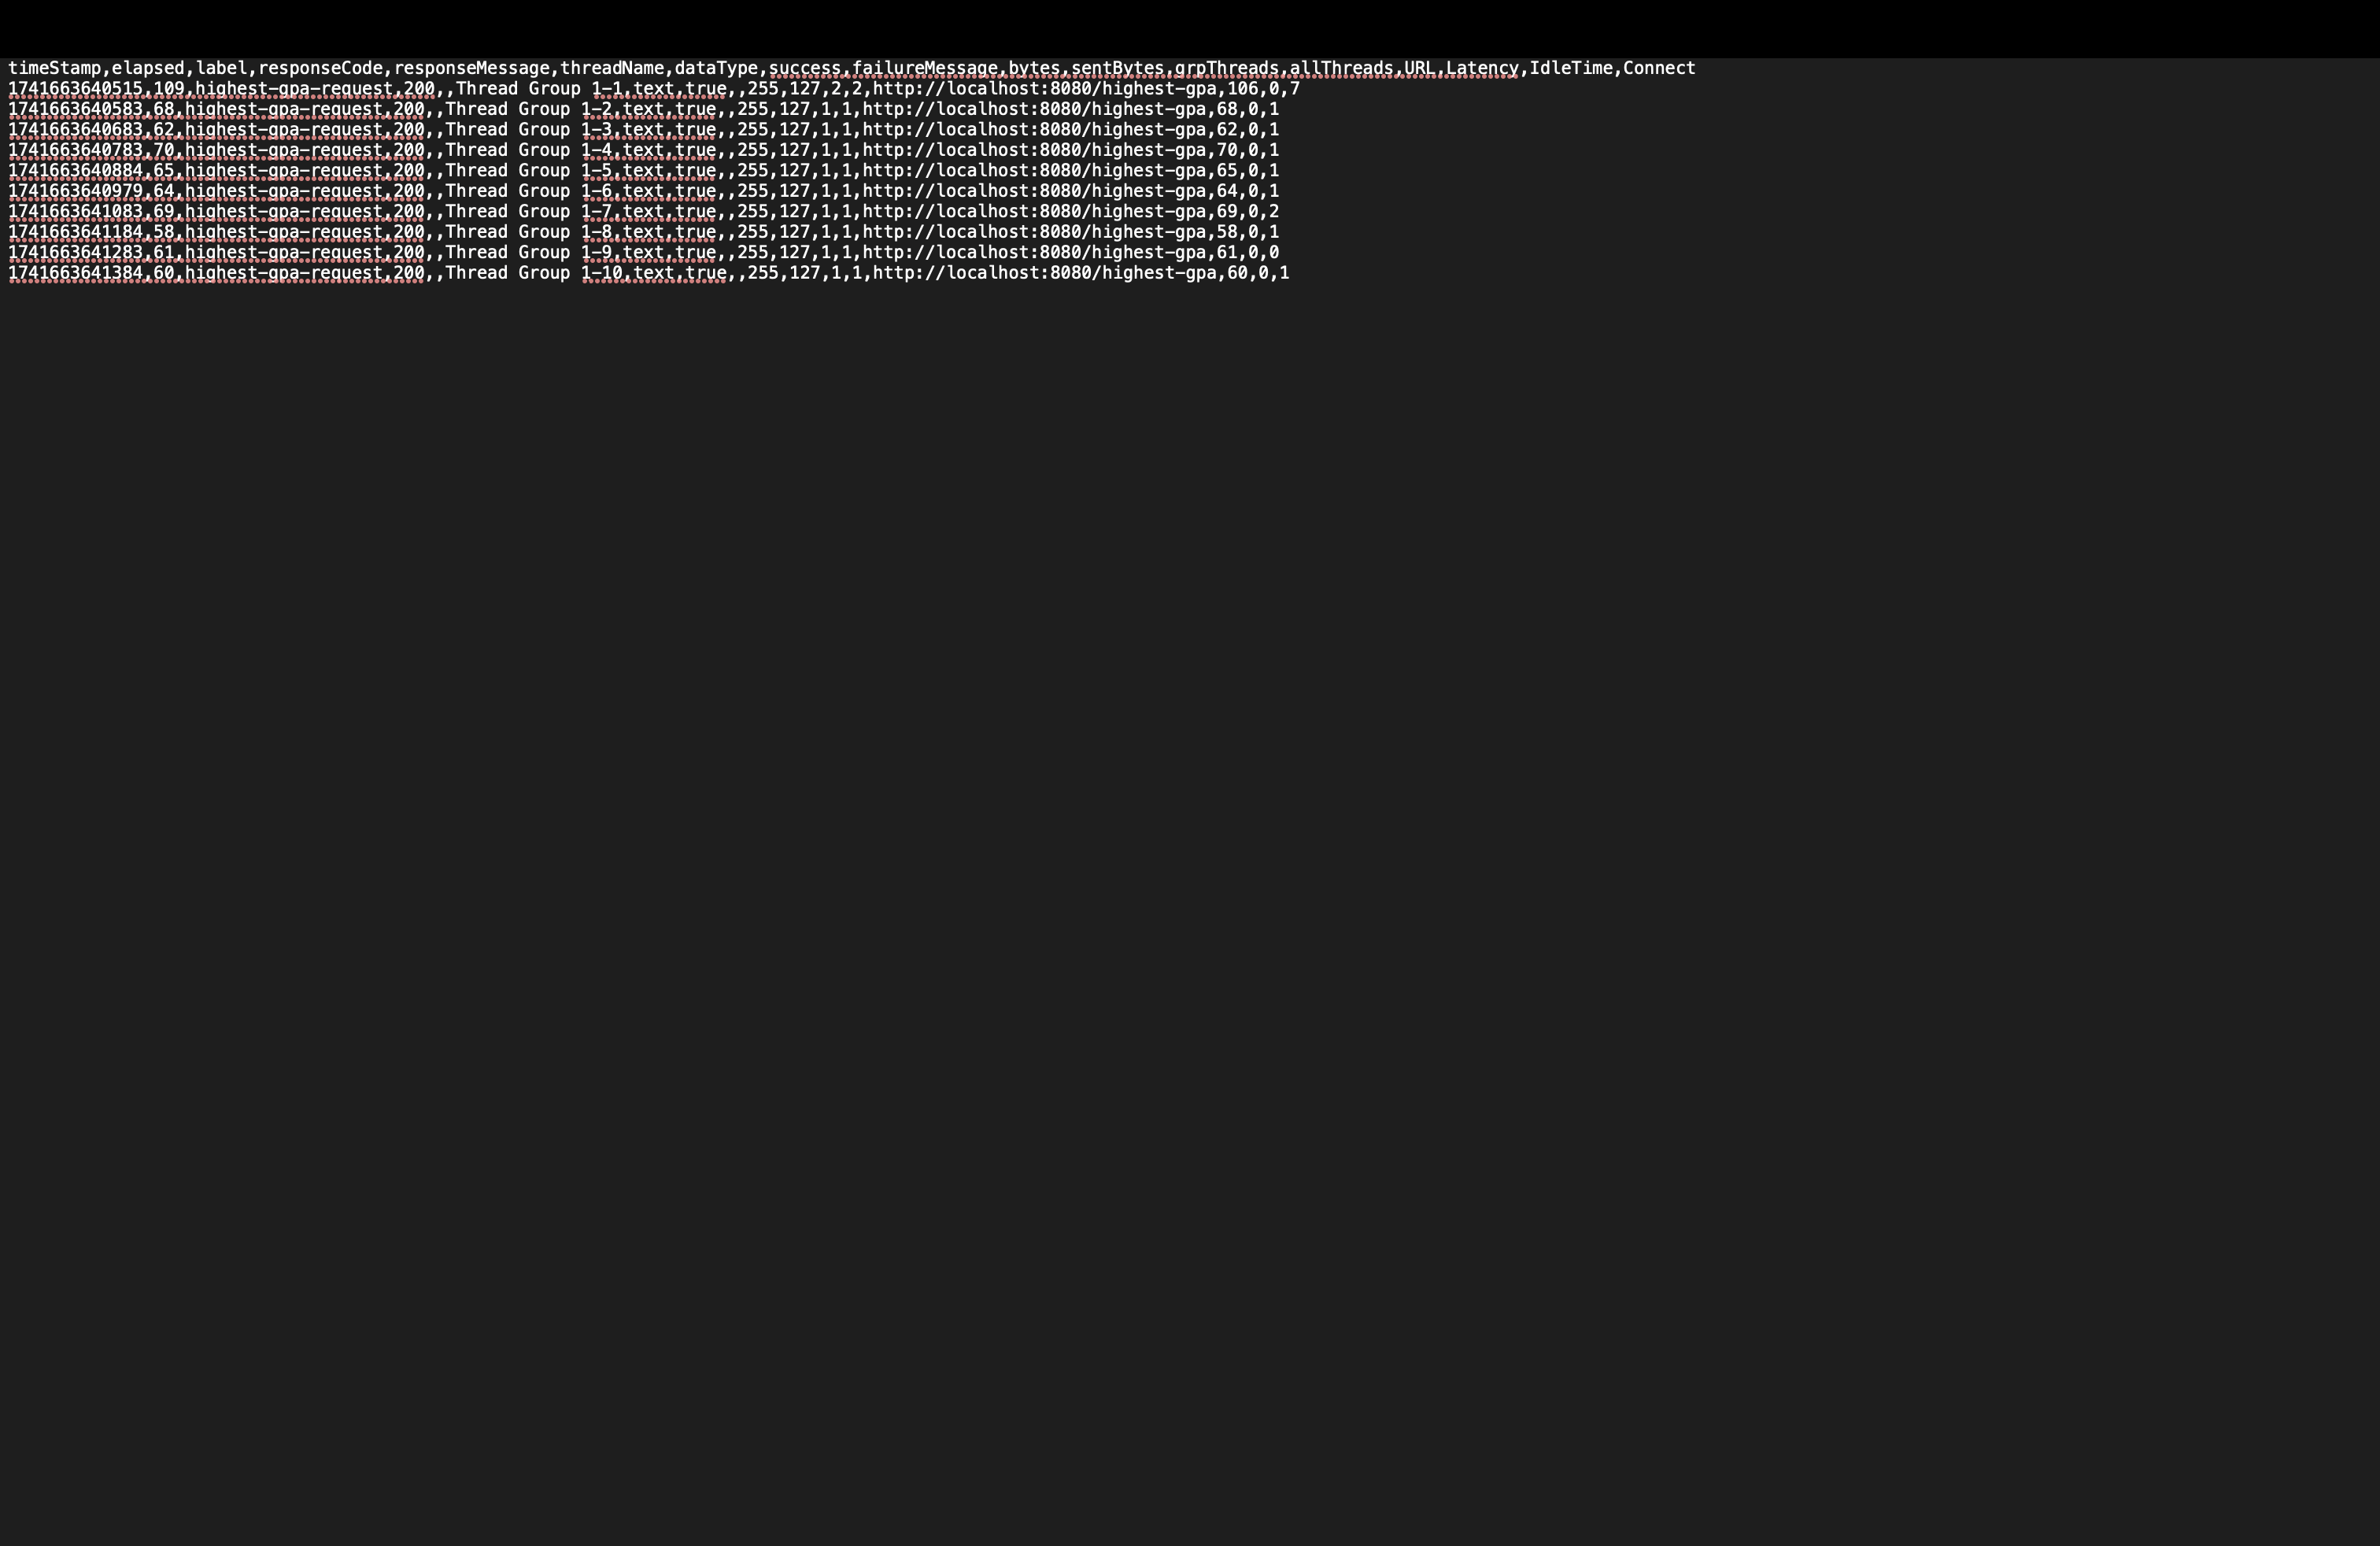 timeStamp,elapsed,label,responseCode,responseMessage,threadName,dataType,success,failureMessage,bytes,sentBytes,grpThreads,allThreads,URL,Latency,IdleTime,Connect
1741663640515,109,highest-gpa-request,200,,Thread Group 1-1,text,true,,255,127,2,2,http://localhost:8080/highest-gpa,106,0,7
1741663640583,68,highest-gpa-request,200,,Thread Group 1-2,text,true,,255,127,1,1,http://localhost:8080/highest-gpa,68,0,1
1741663640683,62,highest-gpa-request,200,,Thread Group 1-3,text,true,,255,127,1,1,http://localhost:8080/highest-gpa,62,0,1
1741663640783,70,highest-gpa-request,200,,Thread Group 1-4,text,true,,255,127,1,1,http://localhost:8080/highest-gpa,70,0,1
1741663640884,65,highest-gpa-request,200,,Thread Group 1-5,text,true,,255,127,1,1,http://localhost:8080/highest-gpa,65,0,1
1741663640979,64,highest-gpa-request,200,,Thread Group 1-6,text,true,,255,127,1,1,http://localhost:8080/highest-gpa,64,0,1
1741663641083,69,highest-gpa-request,200,,Thread Group 1-7,text,true,,255,127,1,1,http://localhost:8080/highest-gpa,69,0,2
1741663641184,58,highest-gpa-request,200,,Thread Group 1-8,text,true,,255,127,1,1,http://localhost:8080/highest-gpa,58,0,1
1741663641283,61,highest-gpa-request,200,,Thread Group 1-9,text,true,,255,127,1,1,http://localhost:8080/highest-gpa,61,0,0
1741663641384,60,highest-gpa-request,200,,Thread Group 1-10,text,true,,255,127,1,1,http://localhost:8080/highest-gpa,60,0,1